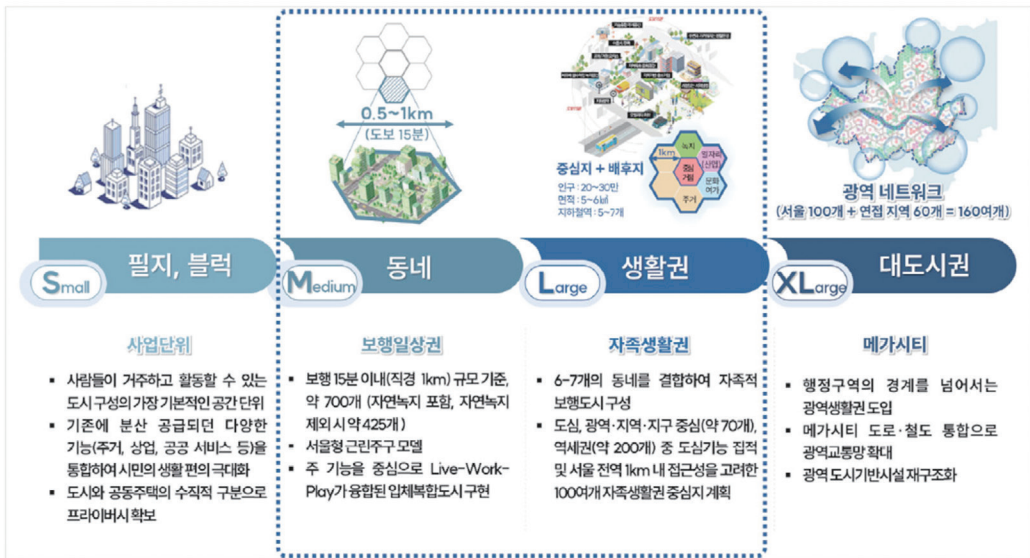 0.5~1km
(도보 15분)
중심지 + 배후지
인구 : 20~30만
면적 : 5~6㎢
지하철역 : 5~7개
1km
녹지
중심
거점
일자리
(산업)
문화
여가
주거
광역 네트워크
(서울 100개 + 연접 지역 60개 = 160여개)
Small
필지, 블럭
Medium
동네
Large
생활권
XLarge
대도시권
사업단위
▪ 사람들이 거주하고 활동할 수 있는
도시 구성의 가장 기본적인 공간 단위
▪ 기존에 분산 공급되던 다양한
기능(주거, 상업, 공공 서비스 등)을
통합하여 시민의 생활 편의 극대화
▪ 도시와 공동주택의 수직적 구분으로
프라이버시 확보
보행일상권
▪ 보행 15분 이내(직경 1km) 규모 기준,
약 700개 (자연녹지 포함, 자연녹지
제외 시 약 425개)
▪ 서울형 근린주구 모델
▪ 주 기능을 중심으로 Live-Work-
Play가 융합된 입체복합도시 구현
자족생활권
▪ 6-7개의 동네를 결합하여 자족적
보행도시 구성
▪ 도심, 광역·지역·지구 중심(약 70개),
역세권(약 200개) 중 도심기능 집적
및 서울 전역 1km 내 접근성을 고려한
100여개 자족생활권 중심지 계획
메가시티
▪ 행정구역의 경계를 넘어서는
광역생활권 도입
▪ 메가시티 도로·철도 통합으로
광역교통망 확대
▪ 광역 도시기반시설 재구조화